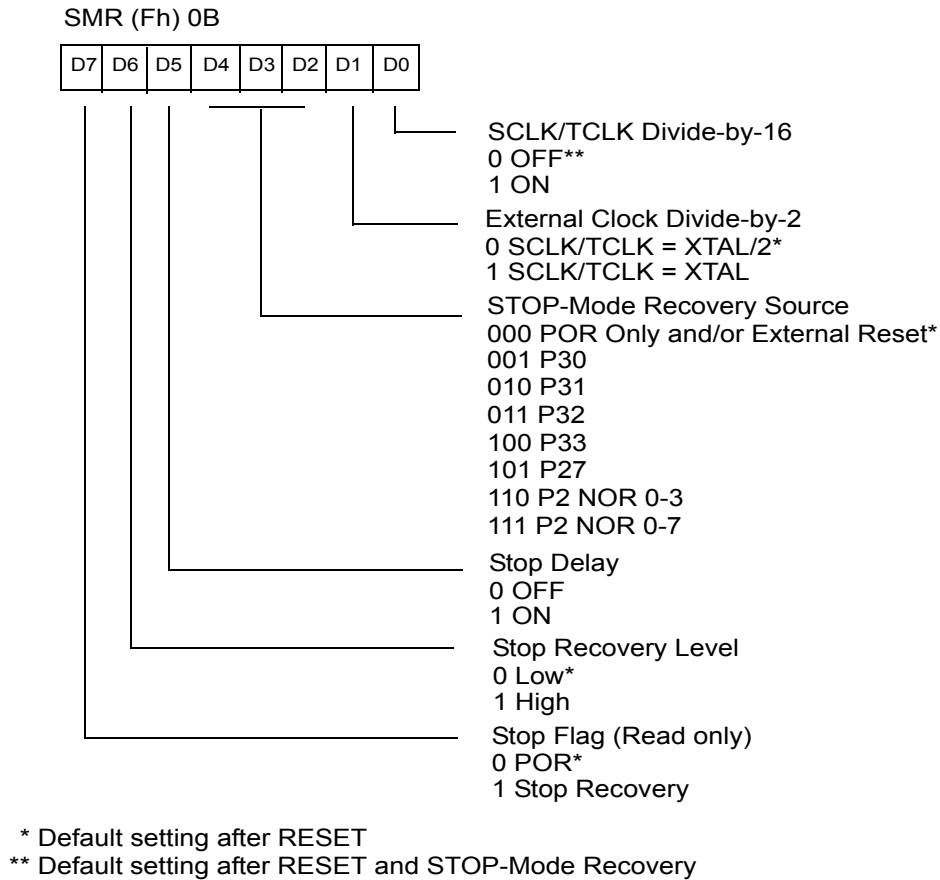 SMR (Fh) 0B
D7 D6 D5 D4 D3 D2 D1 D0
SCLK/TCLK Divide-by-16
0 OFF**
1 ON
External Clock Divide-by-2
0 SCLK/TCLK = XTAL/2*
1 SCLK/TCLK = XTAL
STOP-Mode Recovery Source
000 POR Only and/or External Reset*
001 P30
010 P31
011 P32
100 P33
101 P27
110 P2 NOR 0-3
111 P2 NOR 0-7
Stop Delay
0 OFF
1 ON
Stop Recovery Level
0 Low*
1 High
Stop Flag (Read only)
0 POR*
1 Stop Recovery
* Default setting after RESET
** Default setting after RESET and STOP-Mode Recovery